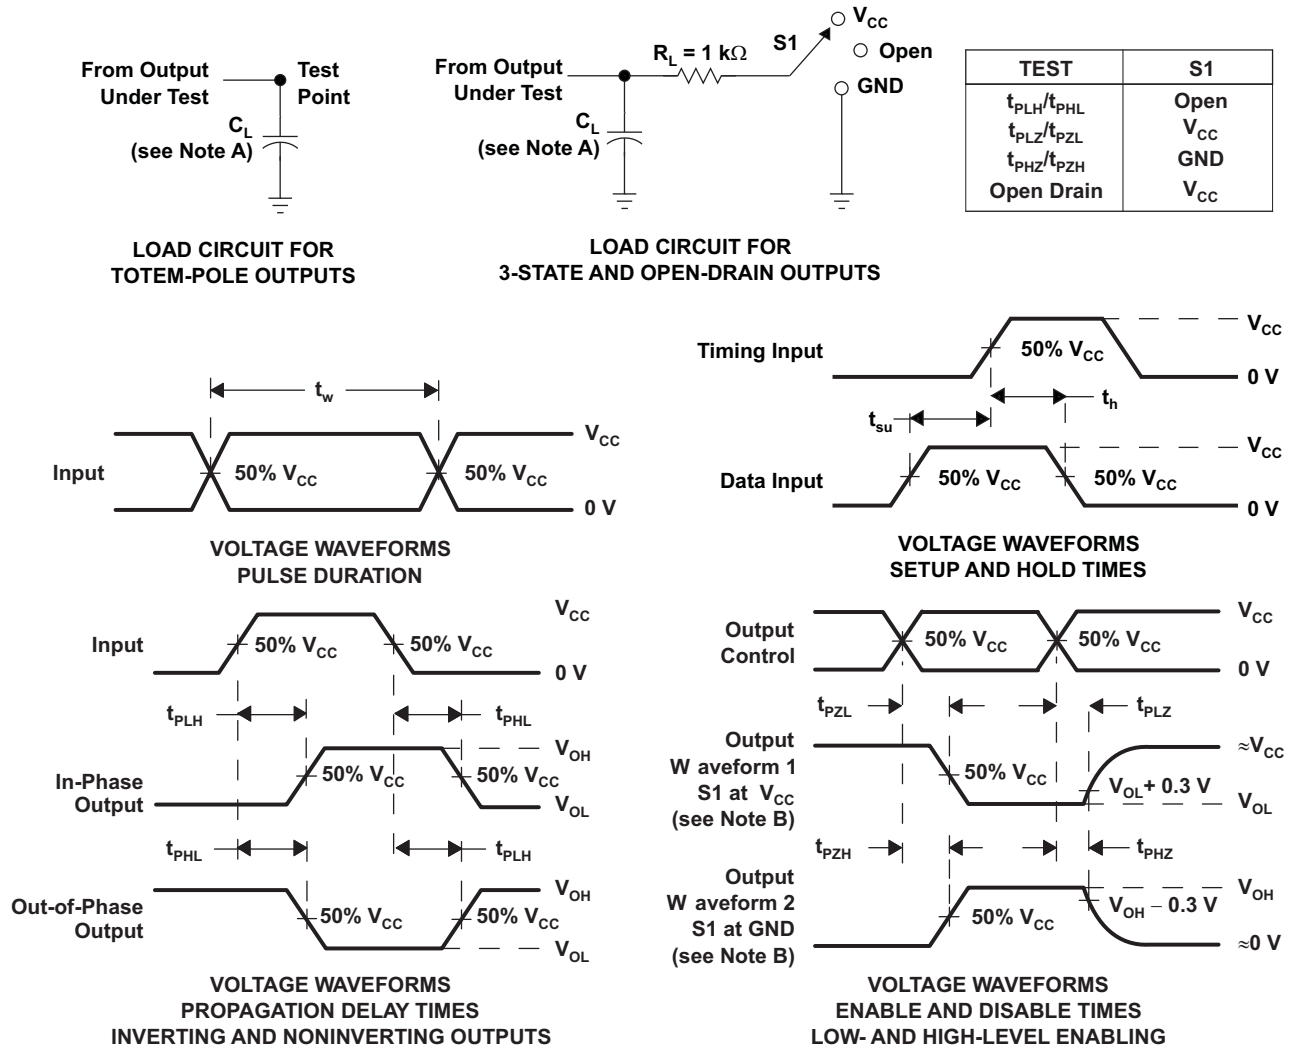 From Output
Under Test
Test
Point
C_L
(see Note A)
LOAD CIRCUIT FOR
TOTEM-POLE OUTPUTS
From Output
Under Test
R_L = 1 kΩ
S1
V_CC
Open
GND
C_L
(see Note A)
LOAD CIRCUIT FOR
3-STATE AND OPEN-DRAIN OUTPUTS
TEST S1
t_PLH/t_PHL Open
t_PLZ/t_PZL V_CC
t_PHZ/t_PZH GND
Open Drain V_CC
t_w
Input
50% V_CC
50% V_CC
V_CC
0 V
VOLTAGE WAVEFORMS
PULSE DURATION
Timing Input
50% V_CC
V_CC
0 V
t_su
t_h
Data Input
50% V_CC
50% V_CC
V_CC
0 V
VOLTAGE WAVEFORMS
SETUP AND HOLD TIMES
Input
50% V_CC
50% V_CC
V_CC
0 V
t_PLH
t_PHL
In-Phase
Output
50% V_CC
50% V_CC
V_OH
V_OL
t_PHL
t_PLH
Out-of-Phase
Output
50% V_CC
50% V_CC
V_OH
V_OL
VOLTAGE WAVEFORMS
PROPAGATION DELAY TIMES
INVERTING AND NONINVERTING OUTPUTS
Output
Control
50% V_CC
50% V_CC
V_CC
0 V
t_PZL
t_PLZ
Output
W aveform 1
S1 at V_CC
(see Note B)
50% V_CC
V_OL + 0.3 V
≈V_CC
V_OL
t_PZH
t_PHZ
Output
W aveform 2
S1 at GND
(see Note B)
50% V_CC
V_OH − 0.3 V
V_OH
≈0 V
VOLTAGE WAVEFORMS
ENABLE AND DISABLE TIMES
LOW- AND HIGH-LEVEL ENABLING